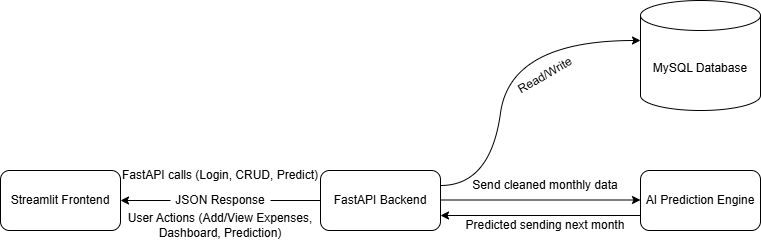 MySQL Database
Read/Write
FastAPI calls (Login, CRUD, Predict)
Streamlit Frontend
JSON Response
FastAPI Backend
User Actions (Add/View Expenses,
Dashboard, Prediction)
Send cleaned monthly data
AI Prediction Engine
Predicted sending next month